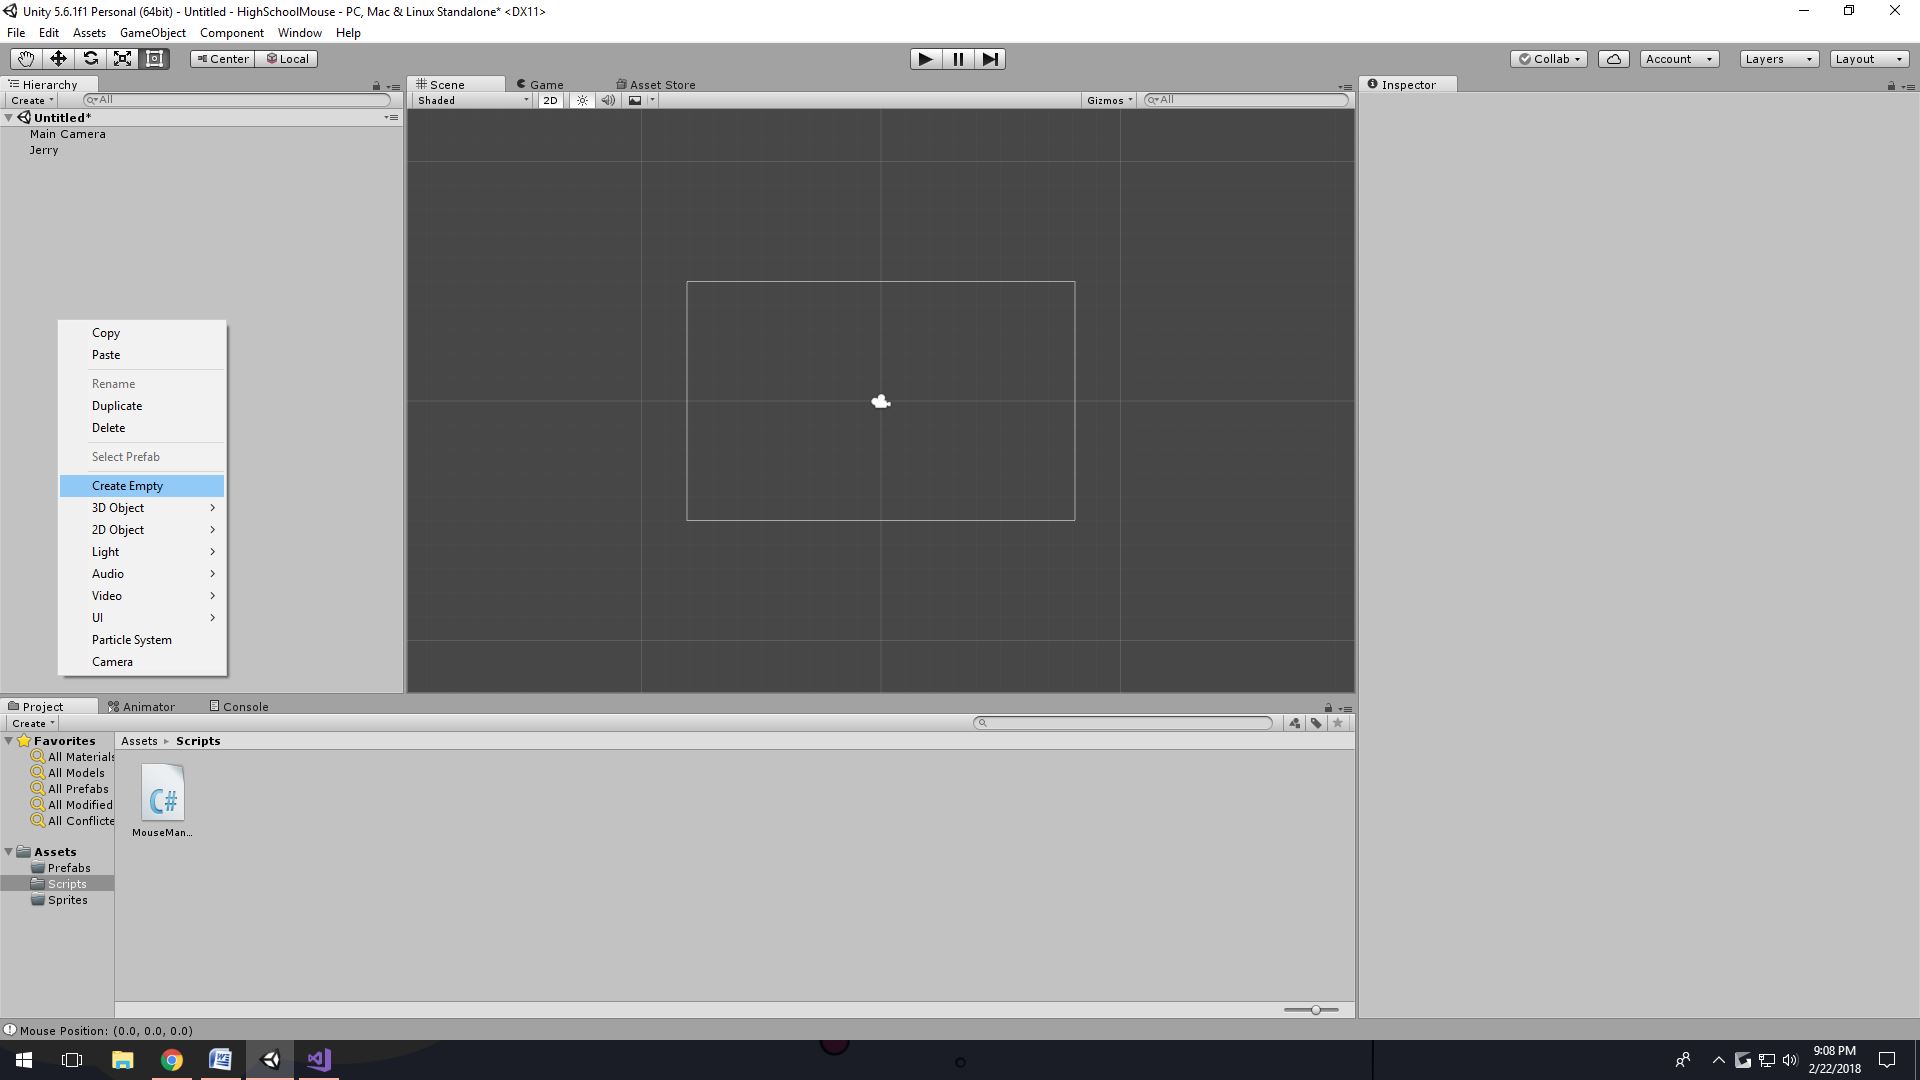 Unity 5.6.1f1 Personal (64bit) - Untitled - HighSchoolMouse - PC, Mac & Linux Standalone* <DX11>
File Edit Assets GameObject Component Window Help
Center Local Collab Account Layers Layout
Hierarchy
Create All
Untitled*
Main Camera
Jerry
Scene Game Asset Store
Shaded 2D Gizmos All
Inspector
Copy
Paste
Rename
Duplicate
Delete
Select Prefab
Create Empty
3D Object
2D Object
Light
Audio
Video
UI
Particle System
Camera
Project Animator Console
Create
Favorites
All Materials
All Models
All Prefabs
All Modified
All Conflicte
Assets
Prefabs
Scripts
Sprites
Assets Scripts
C#
MouseMan...
Mouse Position: (0.0, 0.0, 0.0)
9:08 PM
2/22/2018